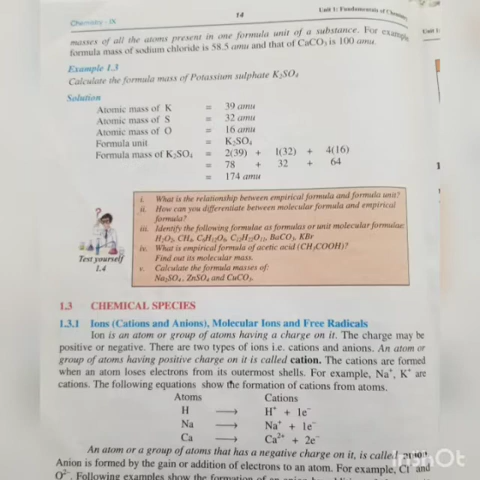 Chemistry - IX
14
Unit 1: Fundamentals of Chemistry
masses of all the atoms present in one formula unit of a substance. For example
formula mass of sodium chloride is 58.5 amu and that of CaCO₃ is 100 amu.
Example 1.3
Calculate the formula mass of Potassium sulphate K₂SO₄
Solution
Atomic mass of K = 39 amu
Atomic mass of S = 32 amu
Atomic mass of O = 16 amu
Formula unit = K₂SO₄
Formula mass of K₂SO₄ = 2(39) + 1(32) + 4(16)
= 78 + 32 + 64
= 174 amu
i. What is the relationship between empirical formula and formula unit?
ii. How can you differentiate between molecular formula and empirical
formula?
iii. Identify the following formulae as formulas or unit molecular formulae:
H₂O₂, CH₄, C₆H₁₂O₆, C₁₂H₂₂O₁₁, BaCO₃, KBr
iv. What is empirical formula of acetic acid (CH₃COOH)?
Find out its molecular mass.
v. Calculate the formula masses of:
Na₂SO₄, ZnSO₄ and CuCO₃.
Test yourself
1.4
1.3 CHEMICAL SPECIES
1.3.1 Ions (Cations and Anions), Molecular Ions and Free Radicals
Ion is an atom or group of atoms having a charge on it. The charge may be
positive or negative. There are two types of ions i.e. cations and anions. An atom or
group of atoms having positive charge on it is called cation. The cations are formed
when an atom loses electrons from its outermost shells. For example, Na⁺, K⁺ are
cations. The following equations show the formation of cations from atoms.
Atoms Cations
H ⟶ H⁺ + 1e⁻
Na ⟶ Na⁺ + 1e⁻
Ca ⟶ Ca²⁺ + 2e⁻
An atom or a group of atoms that has a negative charge on it, is called
Anion is formed by the gain or addition of electrons to an atom. For example, Cl⁻ and
O²⁻. Following examples show the formation of an
InShOt